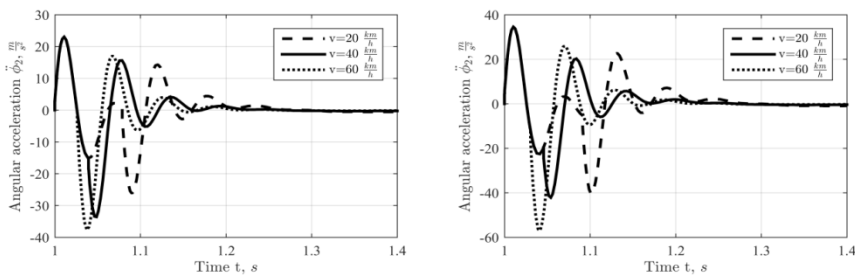 30
20
10
0
-10
-20
-30
-40
Angular acceleration φ̈₂, m/s²
v=20 km/h
v=40 km/h
v=60 km/h
1 1.1 1.2 1.3 1.4
Time t, s
40
20
0
-20
-40
-60
Angular acceleration φ̈₂, m/s²
v=20 km/h
v=40 km/h
v=60 km/h
1 1.1 1.2 1.3 1.4
Time t, s